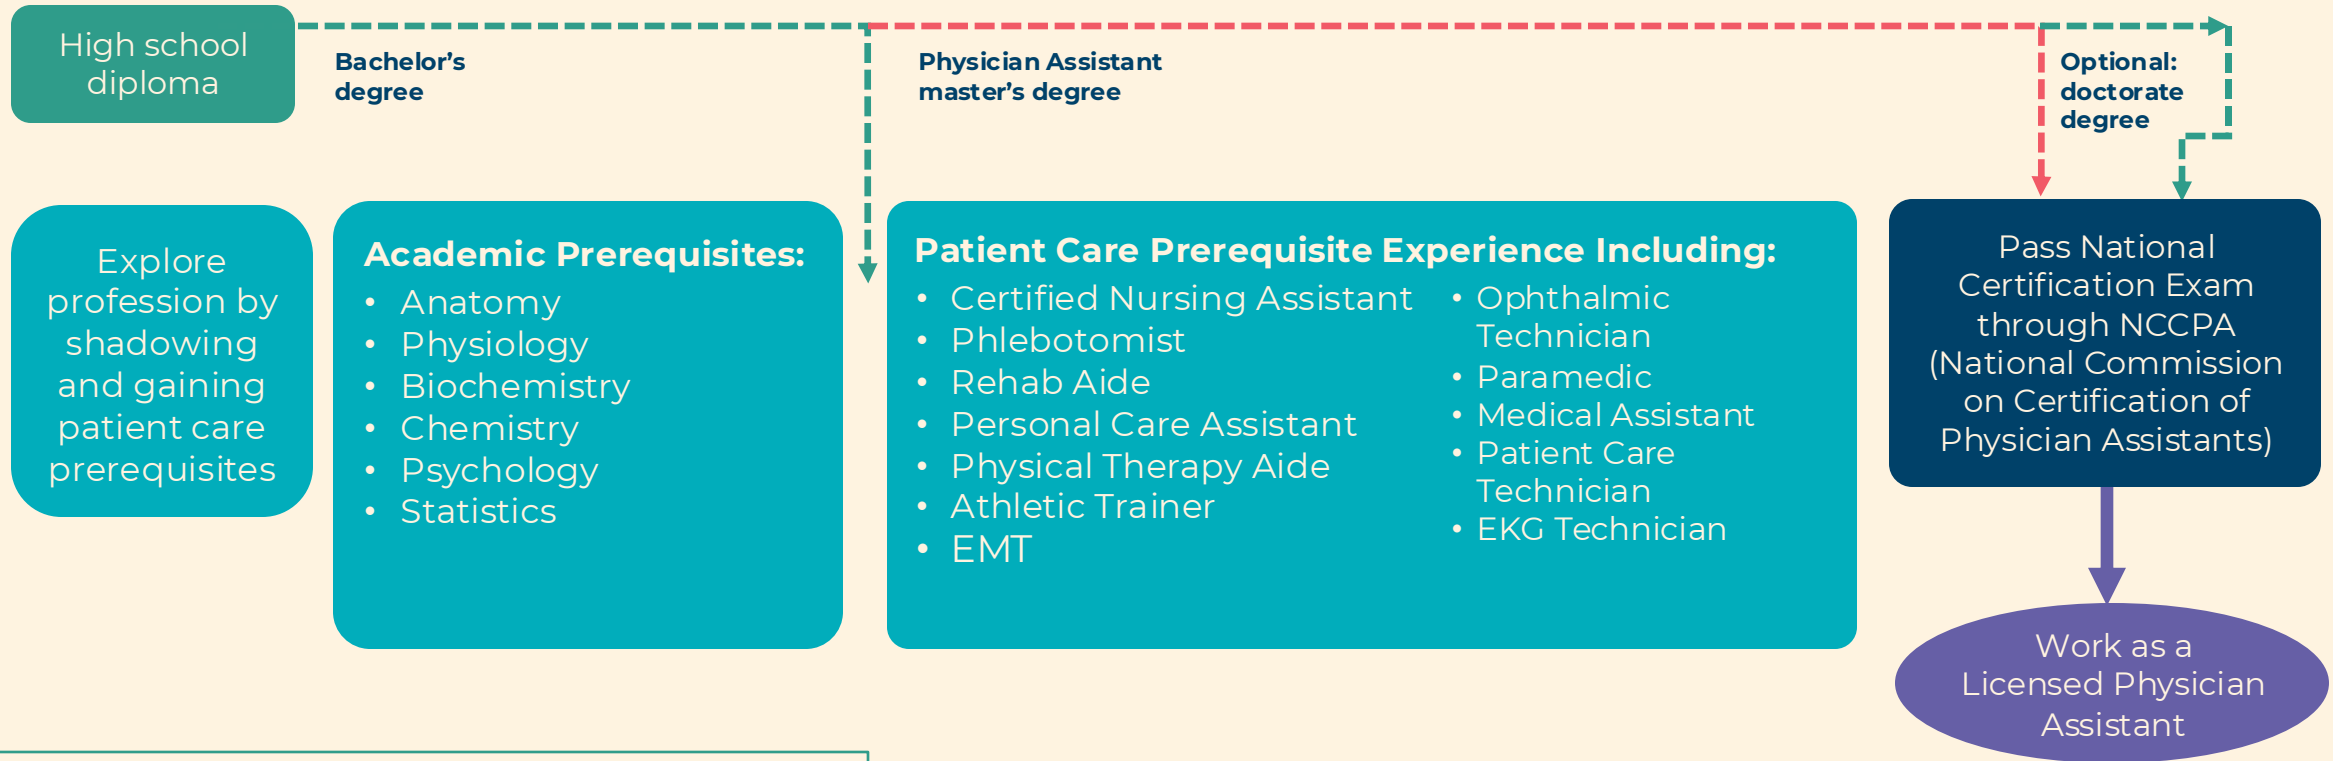 High school
diploma
Bachelor's
degree
Physician Assistant
master's degree
Optional:
doctorate
degree
Explore
profession by
shadowing
and gaining
patient care
prerequisites
Academic Prerequisites:
• Anatomy
• Physiology
• Biochemistry
• Chemistry
• Psychology
• Statistics
Patient Care Prerequisite Experience Including:
• Certified Nursing Assistant
• Phlebotomist
• Rehab Aide
• Personal Care Assistant
• Physical Therapy Aide
• Athletic Trainer
• EMT
• Ophthalmic
Technician
• Paramedic
• Medical Assistant
• Patient Care
Technician
• EKG Technician
Pass National
Certification Exam
through NCCPA
(National Commission
on Certification of
Physician Assistants)
Work as a
Licensed Physician
Assistant